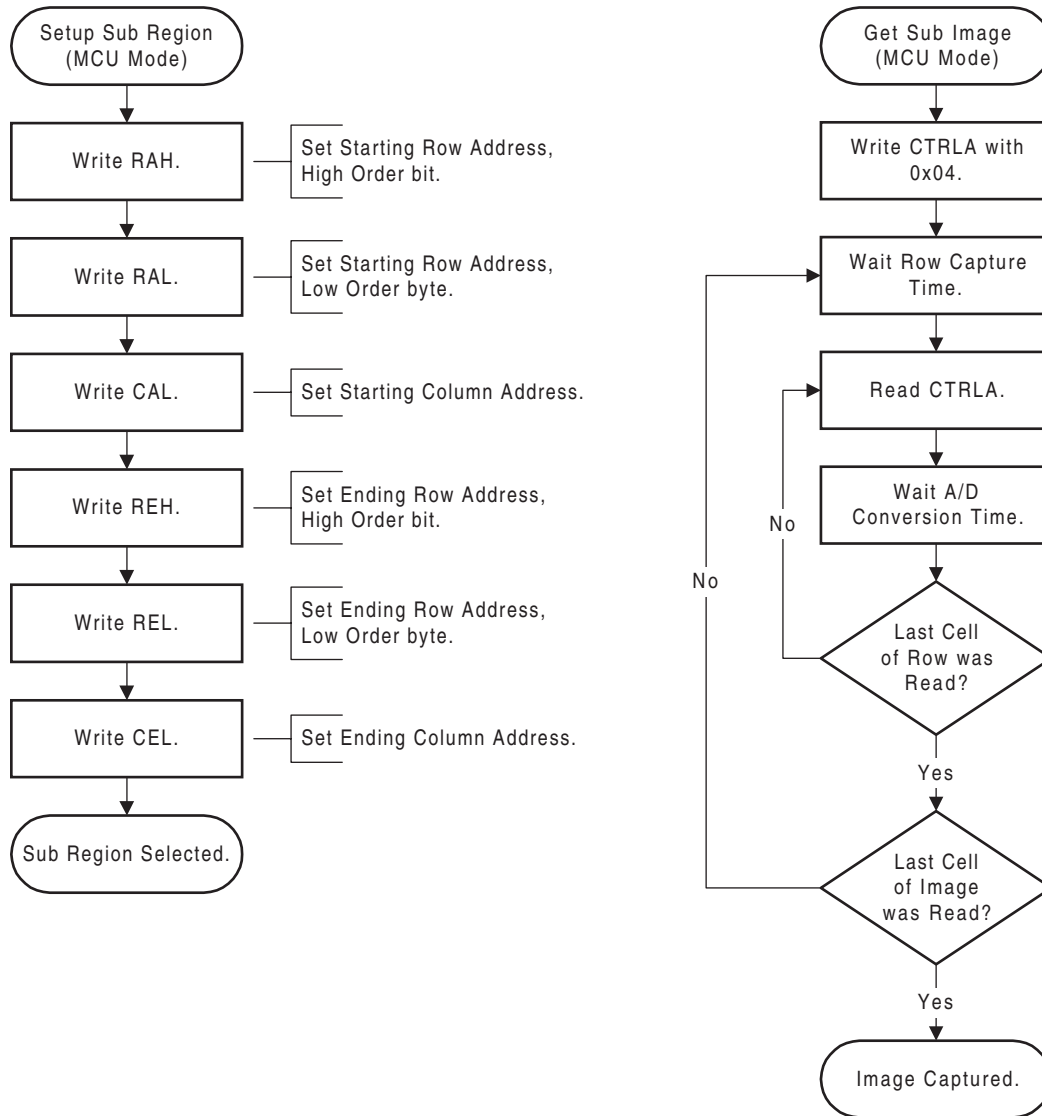 Setup Sub Region
(MCU Mode)
Write RAH.
Set Starting Row Address,
High Order bit.
Write RAL.
Set Starting Row Address,
Low Order byte.
Write CAL.
Set Starting Column Address.
Write REH.
Set Ending Row Address,
High Order bit.
Write REL.
Set Ending Row Address,
Low Order byte.
Write CEL.
Set Ending Column Address.
Sub Region Selected.
Get Sub Image
(MCU Mode)
Write CTRLA with
0x04.
Wait Row Capture
Time.
Read CTRLA.
Wait A/D
Conversion Time.
No
Last Cell
of Row was
Read?
Yes
No
Last Cell
of Image
was Read?
Yes
Image Captured.